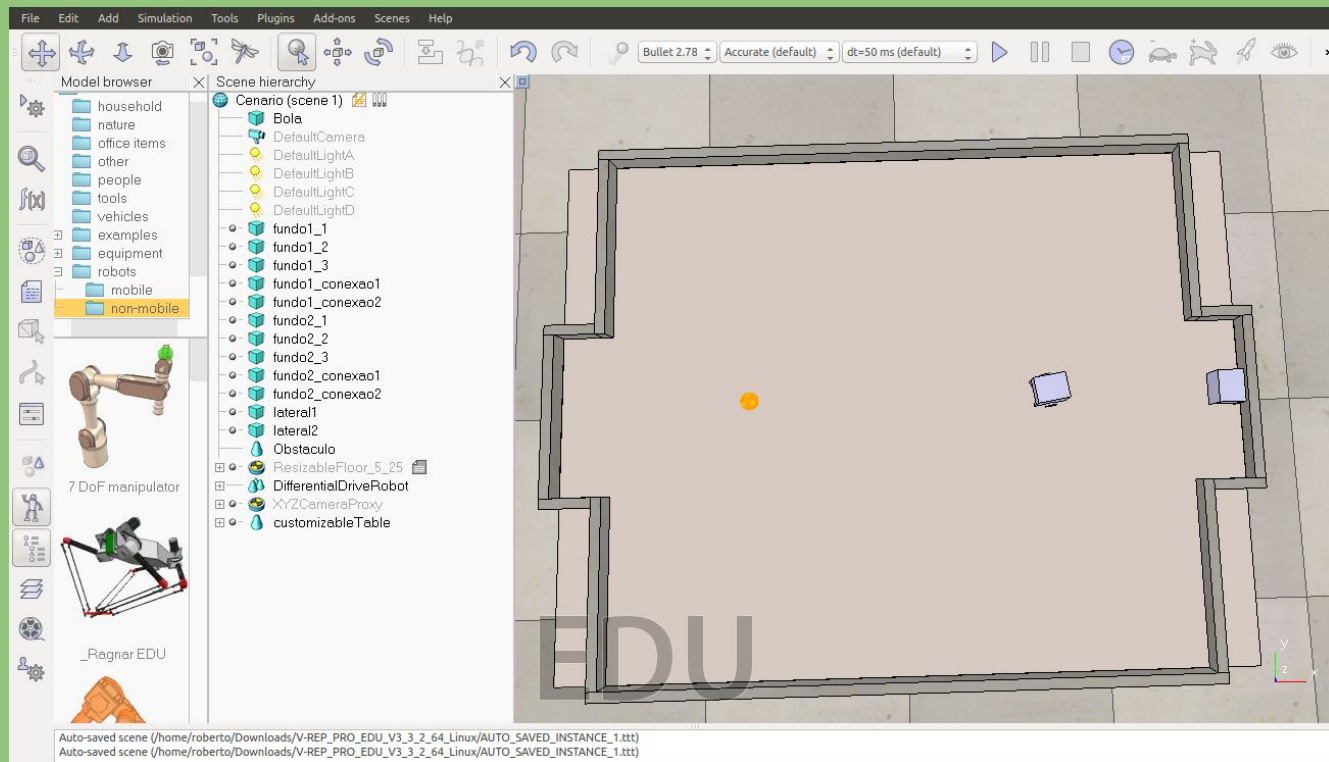 File Edit Add Simulation Tools Plugins Add-ons Scenes Help
Bullet 2.78 Accurate (default) dt=50 ms (default)
Model browser
household
nature
office items
other
people
tools
vehicles
examples
equipment
robots
mobile
non-mobile
7 DoF manipulator
_Ragnar EDU
Scene hierarchy
Cenario (scene 1)
Bola
DefaultCamera
DefaultLightA
DefaultLightB
DefaultLightC
DefaultLightD
fundo1_1
fundo1_2
fundo1_3
fundo1_conexao1
fundo1_conexao2
fundo2_1
fundo2_2
fundo2_3
fundo2_conexao1
fundo2_conexao2
lateral1
lateral2
Obstaculo
ResizableFloor_5_25
DifferentialDriveRobot
XYZCameraProxy
customizableTable
f(x)
EDU
y
z
x
Auto-saved scene (/home/roberto/Downloads/V-REP_PRO_EDU_V3_3_2_64_Linux/AUTO_SAVED_INSTANCE_1.ttt)
Auto-saved scene (/home/roberto/Downloads/V-REP_PRO_EDU_V3_3_2_64_Linux/AUTO_SAVED_INSTANCE_1.ttt)